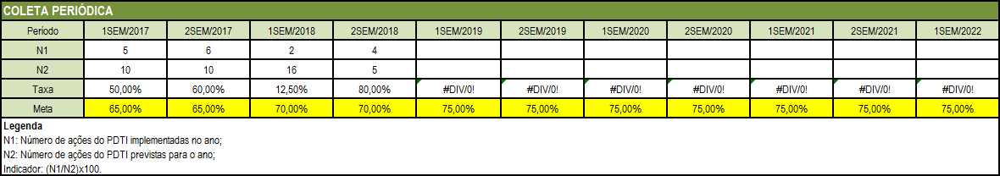 COLETA PERIÓDICA
Período 1SEM/2017 2SEM/2017 1SEM/2018 2SEM/2018 1SEM/2019 2SEM/2019 1SEM/2020 2SEM/2020 1SEM/2021 2SEM/2021 1SEM/2022
N1 5 6 2 4
N2 10 10 16 5
Taxa 50,00% 60,00% 12,50% 80,00% #DIV/0! #DIV/0! #DIV/0! #DIV/0! #DIV/0! #DIV/0! #DIV/0!
Meta 65,00% 65,00% 70,00% 70,00% 75,00% 75,00% 75,00% 75,00% 75,00% 75,00% 75,00%
Legenda
N1: Número de ações do PDTI implementadas no ano;
N2: Número de ações do PDTI previstas para o ano;
Indicador: (N1/N2)x100.